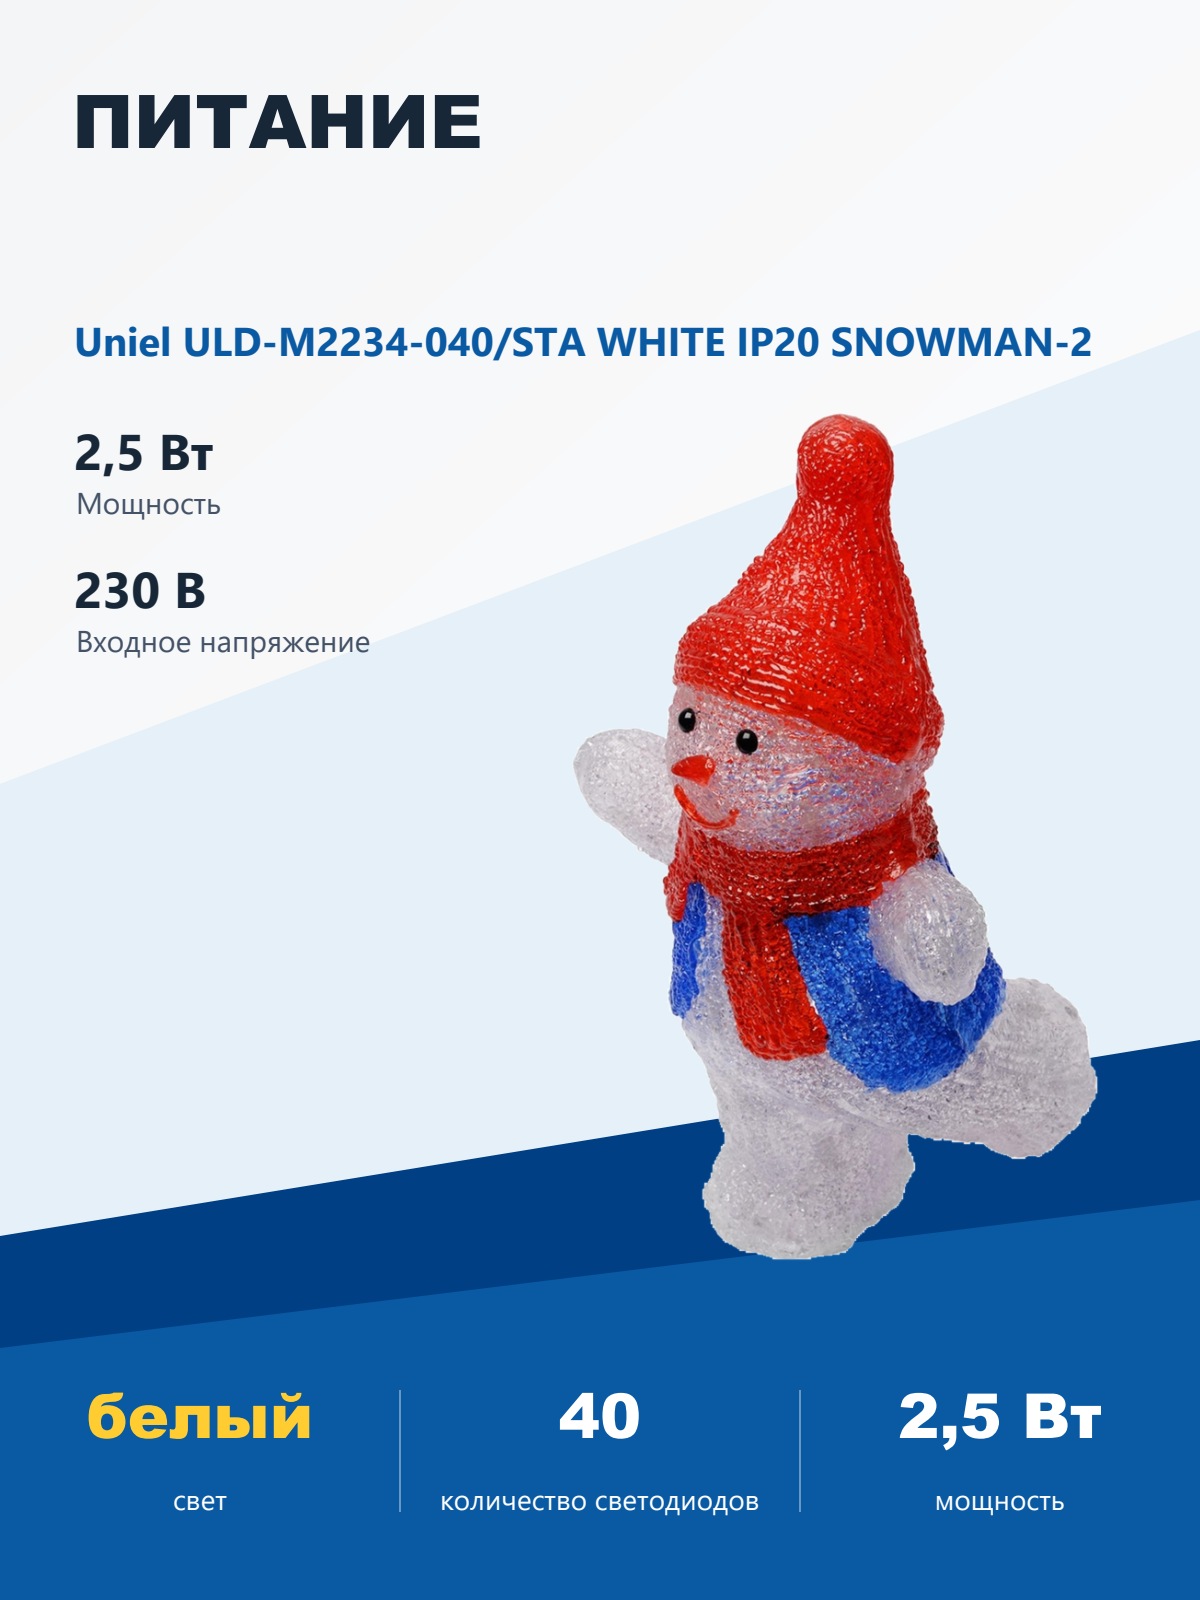 ПИТАНИЕ
Uniel ULD-M2234-040/STA WHITE IP20 SNOWMAN-2
2,5 Вт
Мощность
230 В
Входное напряжение
белый
свет
40
количество светодиодов
2,5 Вт
мощность